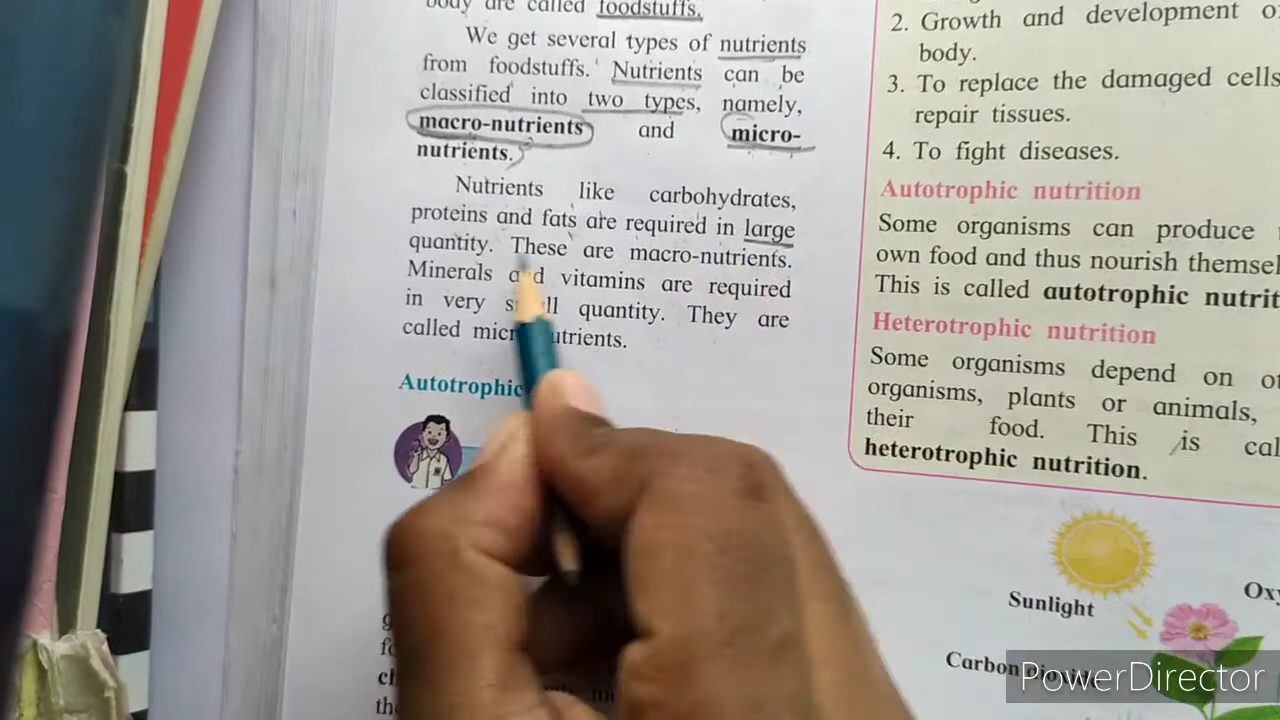 body are called foodstuffs.
We get several types of nutrients
from foodstuffs. Nutrients can be
classified into two types, namely,
macro-nutrients and micro-
nutrients.
Nutrients like carbohydrates,
proteins and fats are required in large
quantity. These are macro-nutrients.
Minerals and vitamins are required
in very small quantity. They are
called micro-nutrients.
Autotrophic
2. Growth and development of
body.
3. To replace the damaged cells
repair tissues.
4. To fight diseases.
Autotrophic nutrition
Some organisms can produce
own food and thus nourish themsel
This is called autotrophic nutrit
Heterotrophic nutrition
Some organisms depend on ot
organisms, plants or animals,
their food. This is cal
heterotrophic nutrition.
Sunlight
Oxy
Carbon dioxide
PowerDirector